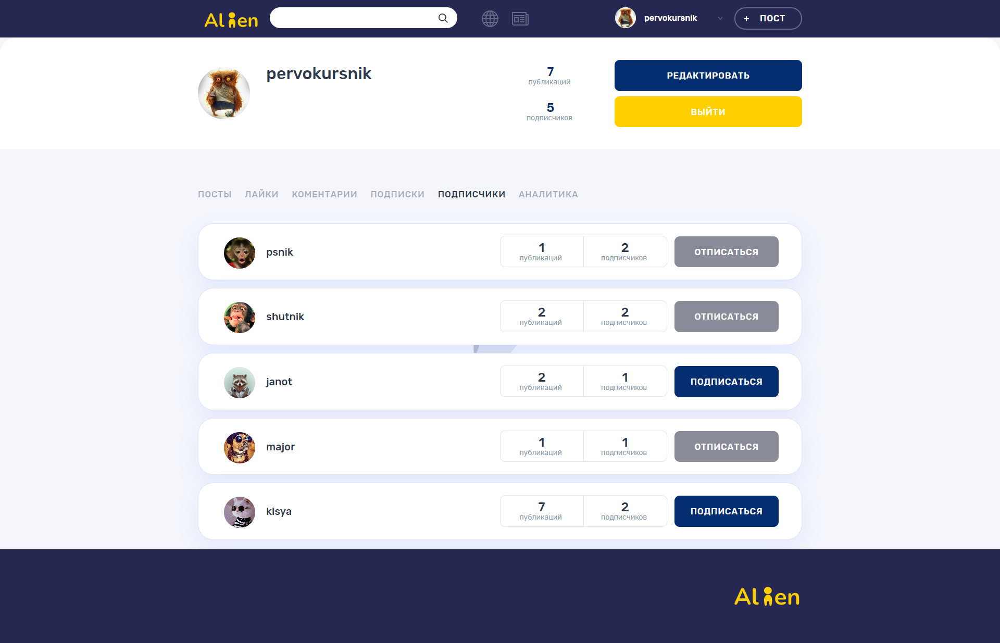 Alien
pervokursnik
+ ПОСТ
pervokursnik
7
публикаций
РЕДАКТИРОВАТЬ
5
подписчиков
ВЫЙТИ
ПОСТЫ ЛАЙКИ КОМЕНТАРИИ ПОДПИСКИ ПОДПИСЧИКИ АНАЛИТИКА
psnik
1
публикаций
2
подписчиков
ОТПИСАТЬСЯ
shutnik
2
публикаций
2
подписчиков
ОТПИСАТЬСЯ
janot
2
публикаций
1
подписчиков
ПОДПИСАТЬСЯ
major
1
публикаций
1
подписчиков
ОТПИСАТЬСЯ
kisya
7
публикаций
2
подписчиков
ПОДПИСАТЬСЯ
Alien